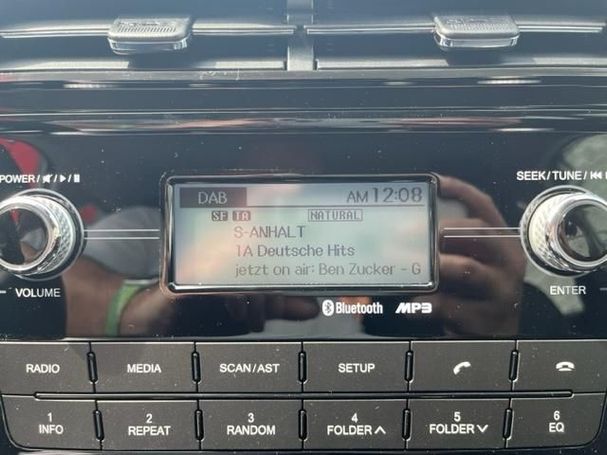 POWER / / /
SEEK/TUNE /
DAB AM 12:08
SF TA NATURAL
S-ANHALT
1A Deutsche Hits
jetzt on air: Ben Zucker - G
VOLUME
ENTER
Bluetooth MP3
RADIO MEDIA SCAN/AST SETUP
1 2 3 4 5 6
INFO REPEAT RANDOM FOLDER FOLDER EQ